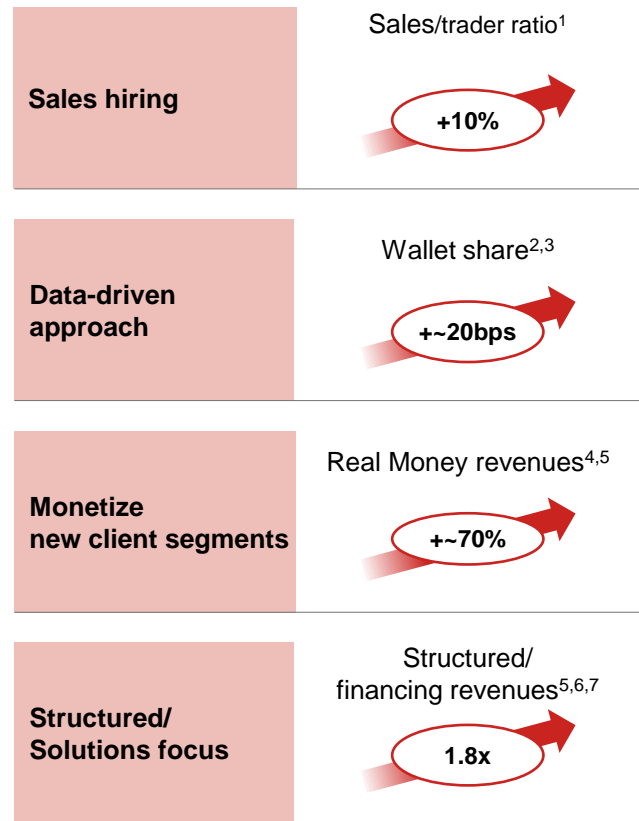 Sales hiring
Sales/trader ratio1
+10%
Data-driven
approach
Wallet share2,3
+~20bps
Monetize
new client segments
Real Money revenues4,5
+~70%
Structured/
Solutions focus
Structured/
financing revenues5,6,7
1.8x